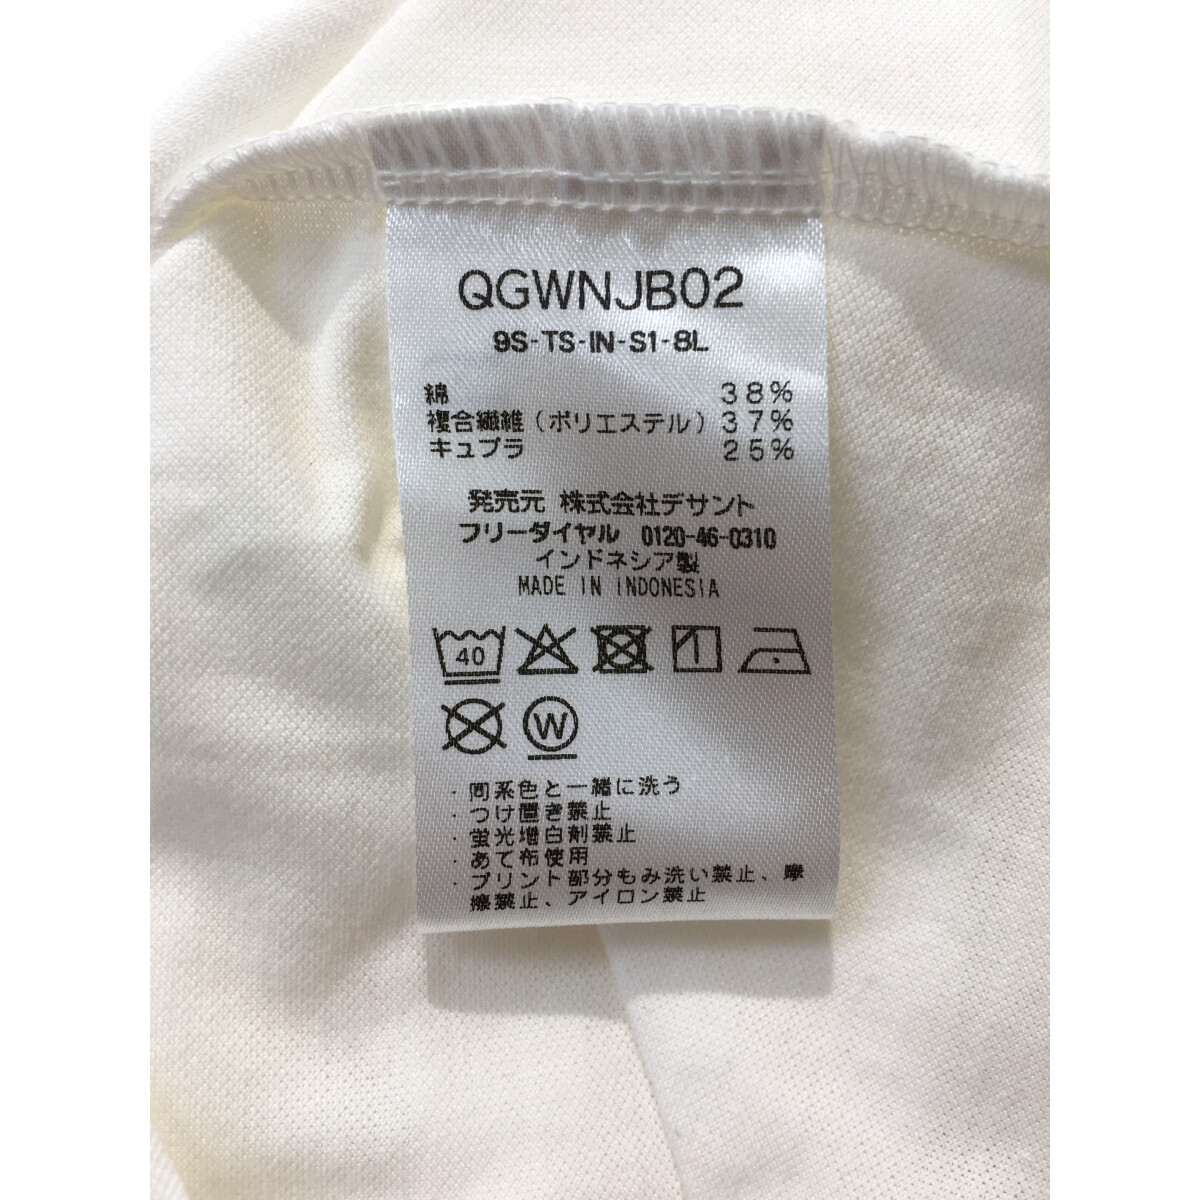 QGWNJB02
9S-TS-IN-S1-8L
綿 38%
複合繊維(ポリエステル) 37%
キュプラ 25%
発売元 株式会社デサント
フリーダイヤル 0120-46-0310
インドネシア製
MADE IN INDONESIA
40
W
・同系色と一緒に洗う
・つけ置き禁止
・蛍光増白剤禁止
・あて布使用
・プリント部分もみ洗い禁止、摩
擦禁止、アイロン禁止